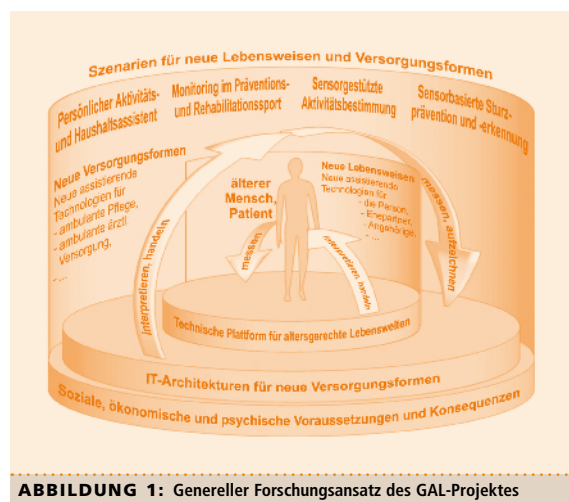 Szenarien für neue Lebensweisen und Versorgungsformen
Persönlicher Aktivitäts-
und Haushaltsassistent
Monitoring im Präventions-
und Rehabilitationssport
Sensorgestützte
Aktivitätsbestimmung
Sensorbasierte Sturz-
prävention und -erkennung
Neue Versorgungsformen
Neue assistierende
Technologien für
- ambulante Pflege,
- ambulante ärztl
Versorgung,
- ....
älterer
Mensch,
Patient
Neue Lebensweisen
Neue assistierende
Technologien für
- die Person,
- Ehepartner,
- Angehörige,
- ....
messen, aufzeichnen
interpretieren, handeln
messen
interpretieren, handeln
Technische Plattform für altersgerechte Lebenswelten
IT-Architekturen für neue Versorgungsformen
Soziale, ökonomische und psychische Voraussetzungen und Konsequenzen
ABBILDUNG 1: Genereller Forschungsansatz des GAL-Projektes